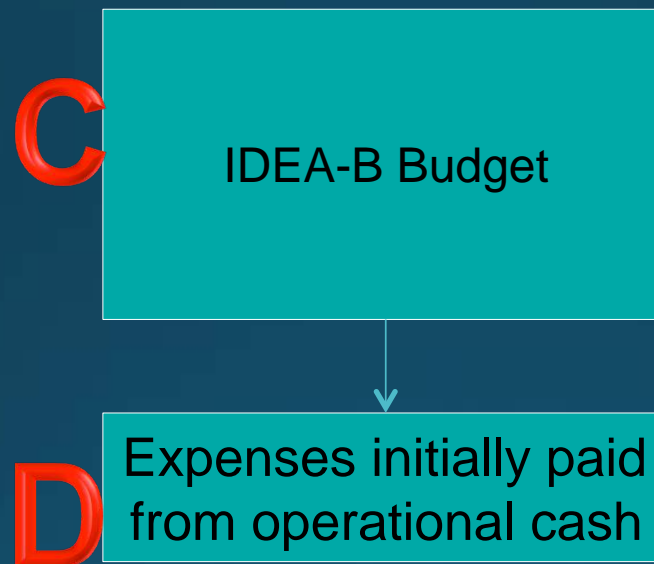 C
IDEA-B Budget
D
Expenses initially paid
from operational cash